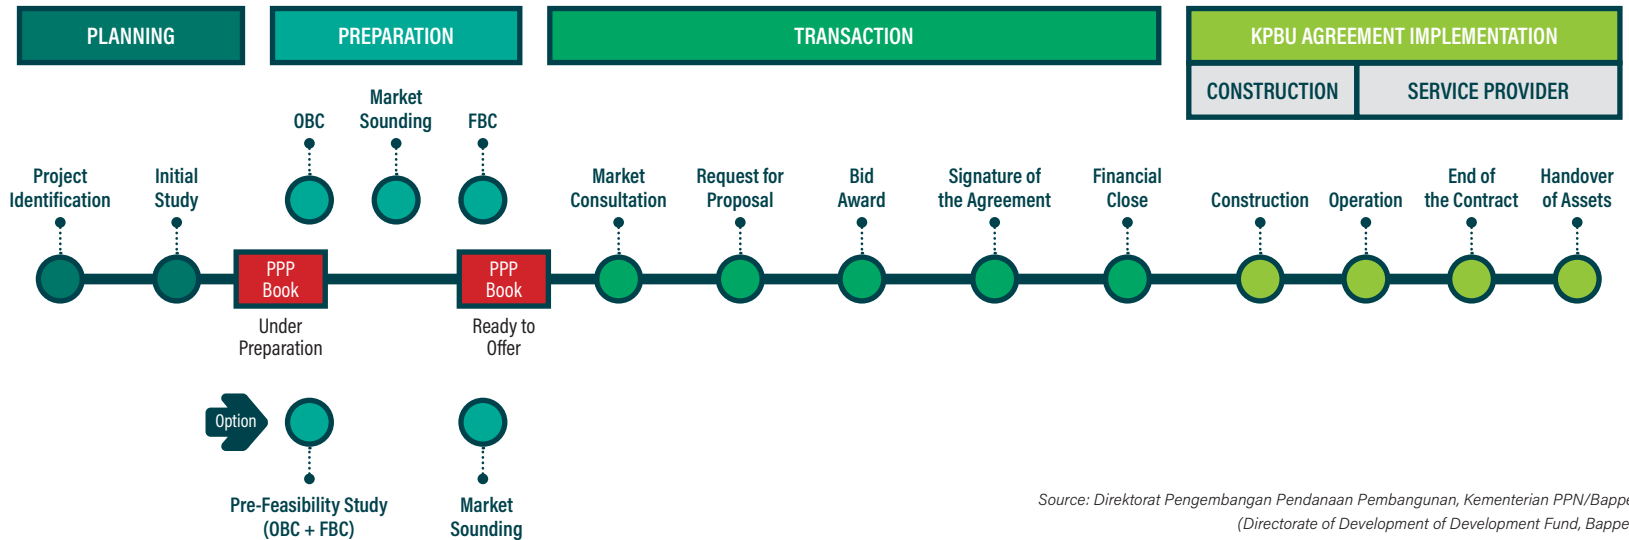 PLANNING
PREPARATION
TRANSACTION
KPBU AGREEMENT IMPLEMENTATION
CONSTRUCTION
SERVICE PROVIDER
OBC
Market
Sounding
FBC
Project
Identification
Initial
Study
Market
Consultation
Request for
Proposal
Bid
Award
Signature of
the Agreement
Financial
Close
Construction
Operation
End of
the Contract
Handover
of Assets
PPP
Book
PPP
Book
Under
Preparation
Ready to
Offer
Option
Pre-Feasibility Study
(OBC + FBC)
Market
Sounding
Source: Direktorat Pengembangan Pendanaan Pembangunan, Kementerian PPN/Bappe
(Directorate of Development of Development Fund, Bappe